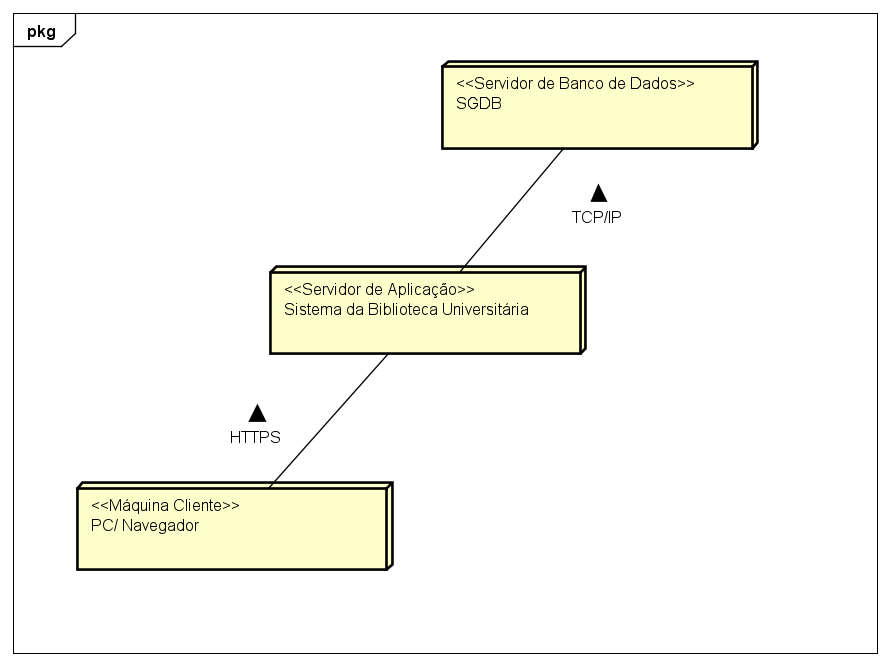 pkg
<<Servidor de Banco de Dados>>
SGDB
TCP/IP
<<Servidor de Aplicação>>
Sistema da Biblioteca Universitária
HTTPS
<<Máquina Cliente>>
PC/ Navegador